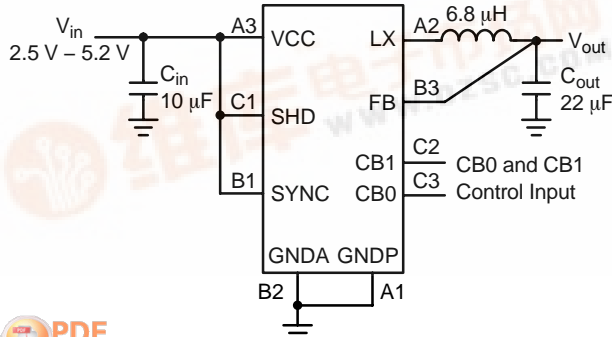 Vin
2.5 V – 5.2 V
Cin
10 μF
A3
VCC
C1
SHD
B1
SYNC
GNDA GNDP
B2
A1
A2
LX
6.8 μH
Vout
B3
FB
Cout
22 μF
C2
CB1
C3
CB0
CB0 and CB1
Control Input
PDF